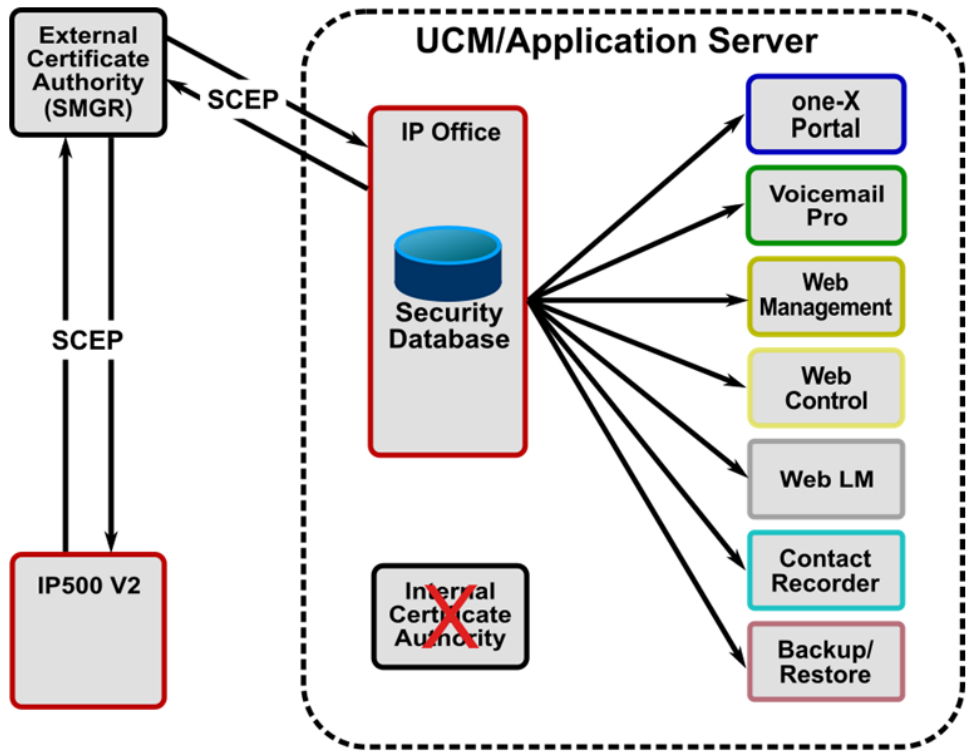 External
Certificate
Authority
(SMGR)
SCEP
SCEP
IP500 V2
UCM/Application Server
IP Office
Security
Database
Internal
Certificate
Authority
one-X
Portal
Voicemail
Pro
Web
Management
Web
Control
Web LM
Contact
Recorder
Backup/
Restore